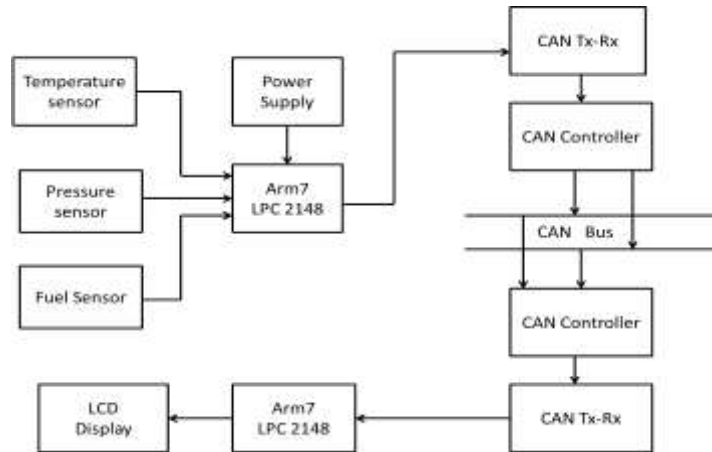 CAN Tx-Rx
Temperature
sensor
Power
Supply
CAN Controller
Pressure
sensor
Arm7
LPC 2148
CAN Bus
Fuel Sensor
CAN Controller
LCD
Display
Arm7
LPC 2148
CAN Tx-Rx